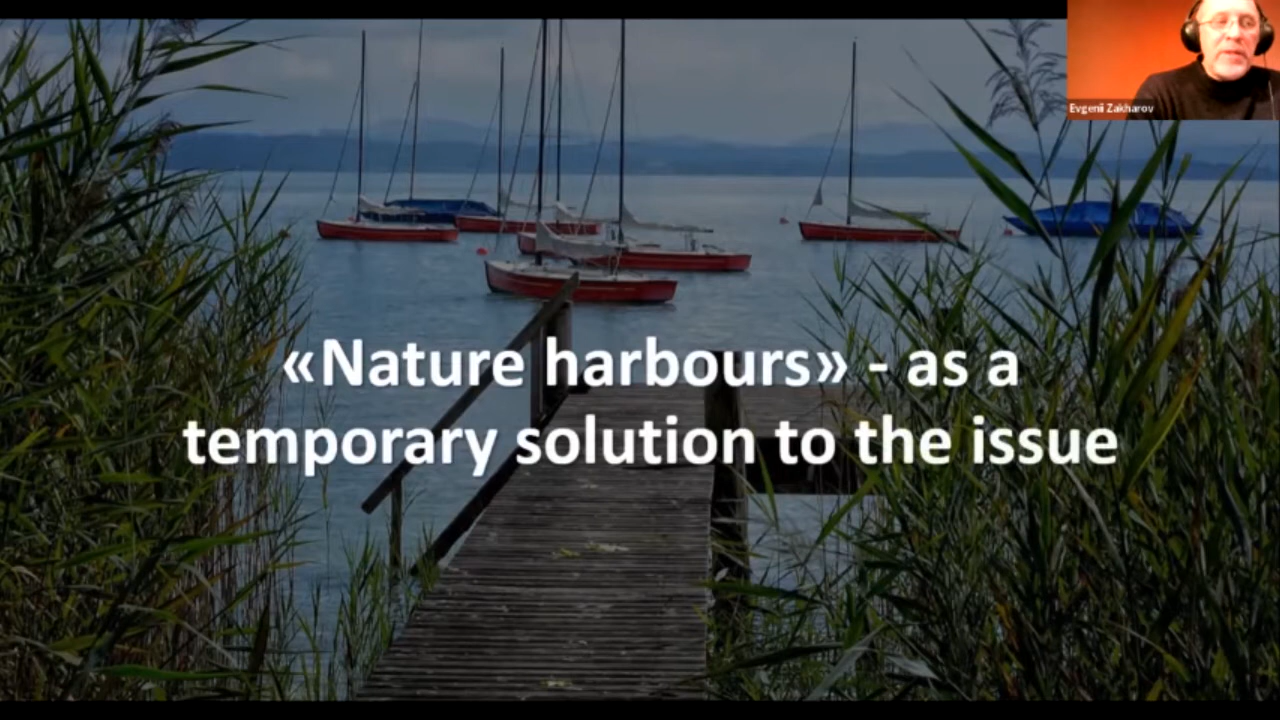 Evgenii Zakharov
«Nature harbours» - as a
temporary solution to the issue